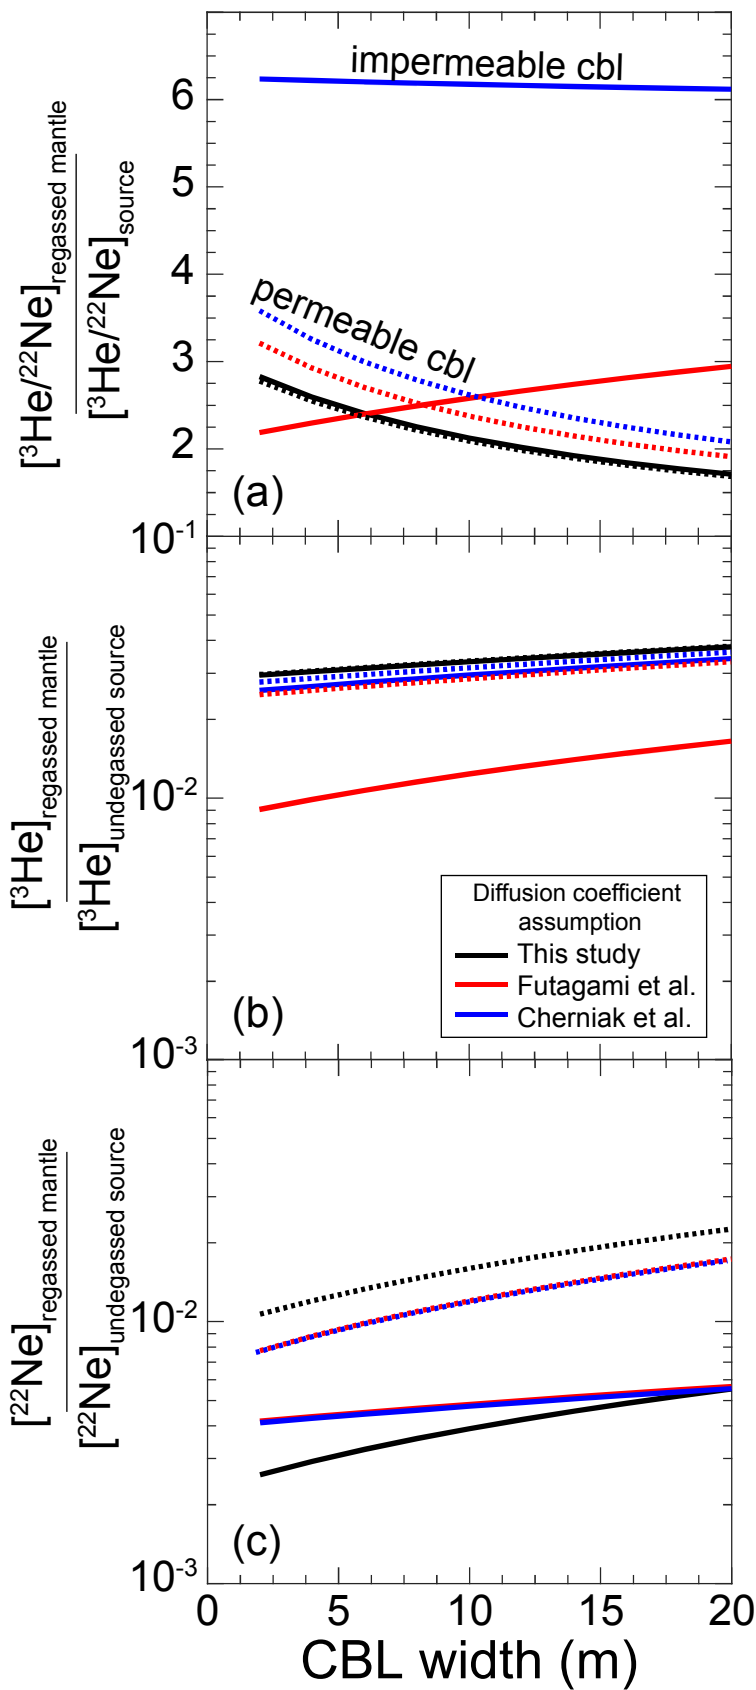 impermeable cbl
6
5
4
3
2
[³He/²²Ne]regassed mantle
[³He/²²Ne]source
permeable cbl
(a)
10⁻¹
[³He]regassed mantle
[³He]undegassed source
10⁻²
Diffusion coefficient
assumption
This study
Futagami et al.
Cherniak et al.
(b)
10⁻³
[²²Ne]regassed mantle
[²²Ne]undegassed source
10⁻²
(c)
10⁻³
0 5 10 15 20
CBL width (m)